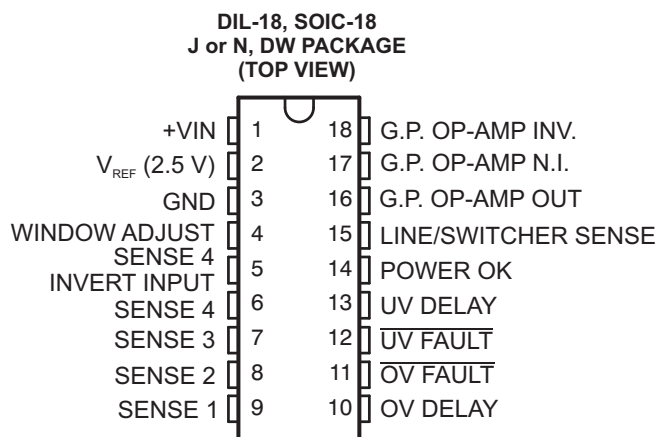 DIL-18, SOIC-18
J or N, DW PACKAGE
(TOP VIEW)
+VIN 1 18 G.P. OP-AMP INV.
VREF (2.5 V) 2 17 G.P. OP-AMP N.I.
GND 3 16 G.P. OP-AMP OUT
WINDOW ADJUST 4 15 LINE/SWITCHER SENSE
SENSE 4
INVERT INPUT 5 14 POWER OK
SENSE 4 6 13 UV DELAY
SENSE 3 7 12 UV FAULT
SENSE 2 8 11 OV FAULT
SENSE 1 9 10 OV DELAY